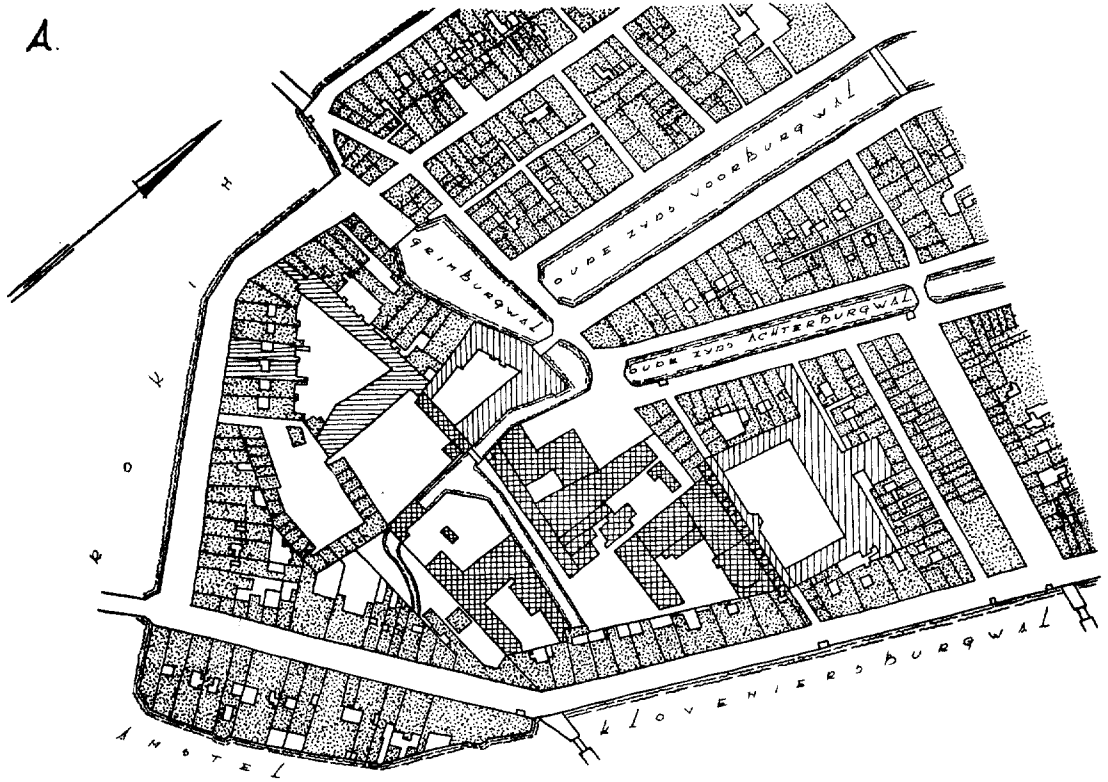 A.
OUDE ZYDS VOORBURGWAL
GRIMBURGWAL
OUDE ZYDS ACHTERBURGWAL
ROKIN
KLOVENIERSBURGWAL
AMSTEL